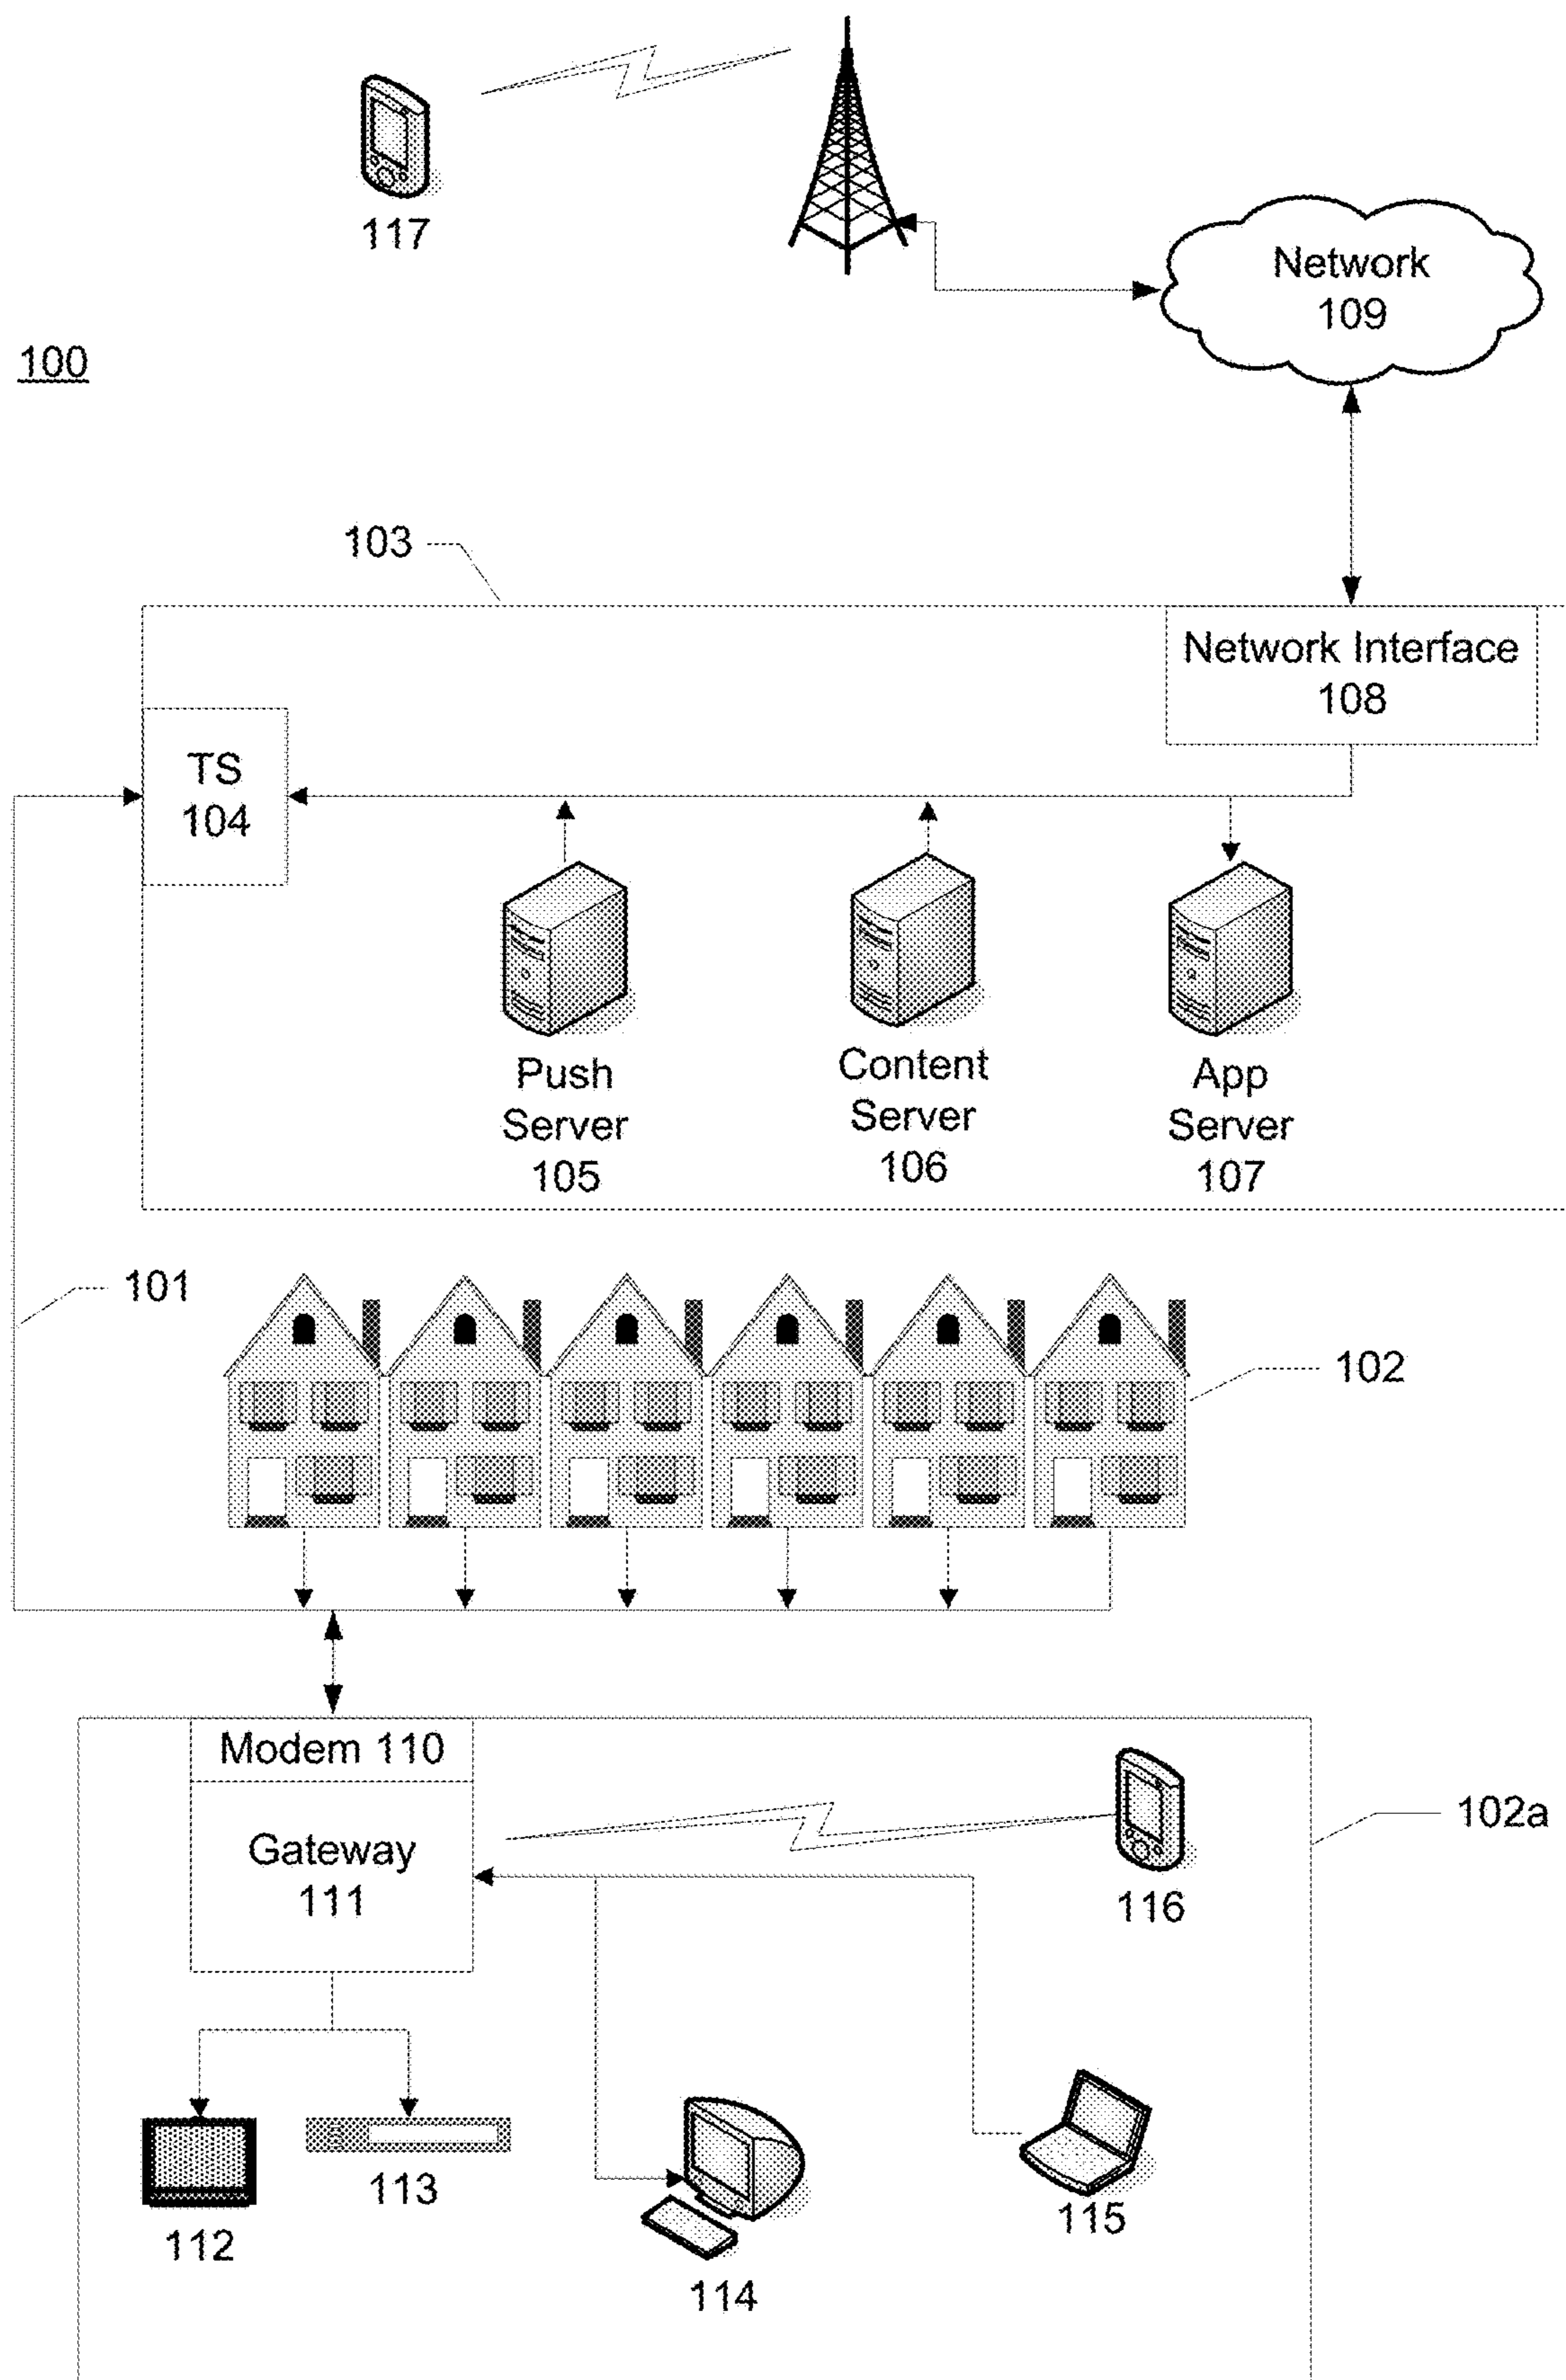 117
Network
109
100
103
Network Interface
108
TS
104
Push
Server
105
Content
Server
106
App
Server
107
101
102
Modem 110
Gateway
111
102a
116
112
113
114
115